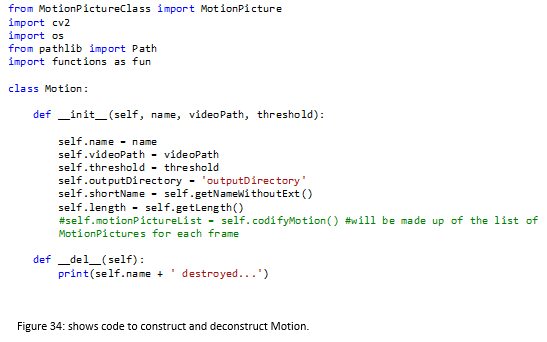 from MotionPictureClass import MotionPicture
import cv2
import os
from pathlib import Path
import functions as fun
class Motion:
def __init__(self, name, videoPath, threshold):
self.name = name
self.videoPath = videoPath
self.threshold = threshold
self.outputDirectory = 'outputDirectory'
self.shortName = self.getNameWithoutExt()
self.length = self.getLength()
#self.motionPictureList = self.codifyMotion() #will be made up of the list of
MotionPictures for each frame
def __del__(self):
print(self.name + ' destroyed...')
Figure 34: shows code to construct and deconstruct Motion.